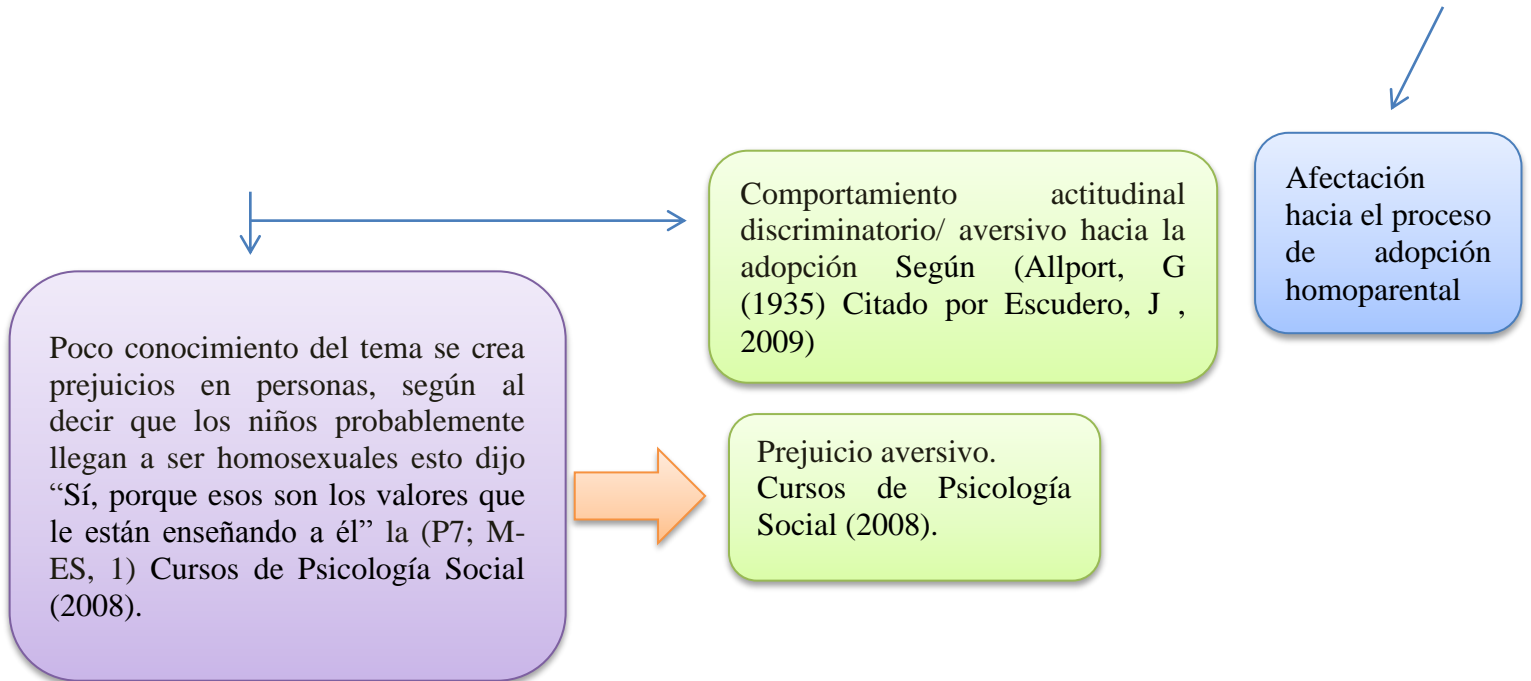 Poco conocimiento del tema se crea
prejuicios en personas, según al
decir que los niños probablemente
llegan a ser homosexuales esto dijo
“Sí, porque esos son los valores que
le están enseñando a él” la (P7; M-
ES, 1) Cursos de Psicología Social
(2008).
Comportamiento actitudinal
discriminatorio/ aversivo hacia la
adopción Según (Allport, G
(1935) Citado por Escudero, J ,
2009)
Prejuicio aversivo.
Cursos de Psicología
Social (2008).
Afectación
hacia el proceso
de adopción
homoparental